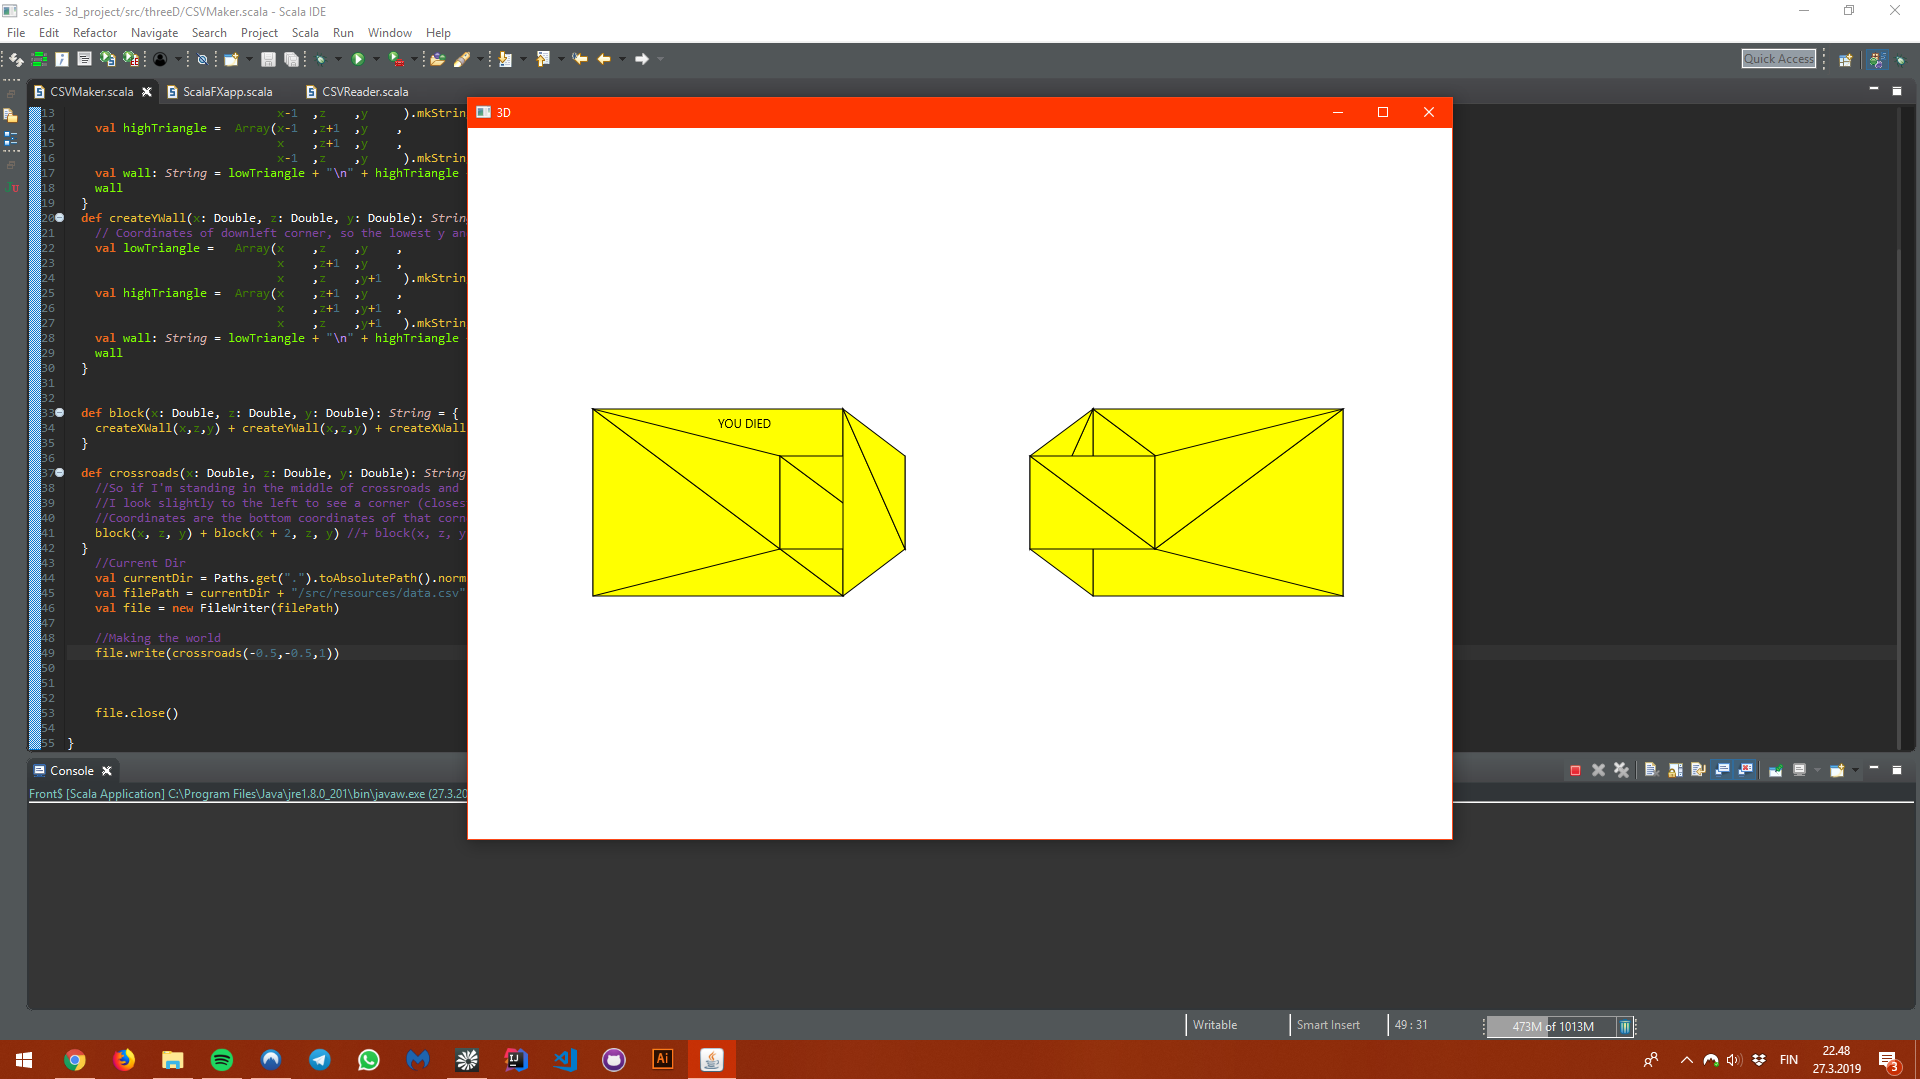 scales - 3d_project/src/threeD/CSVMaker.scala - Scala IDE
File Edit Refactor Navigate Search Project Scala Run Window Help
Quick Access
CSVMaker.scala ScalaFXapp.scala CSVReader.scala
3D
13 x-1 ,z ,y ).mkStrin
14 val highTriangle = Array(x-1 ,z+1 ,y ,
15 x ,z+1 ,y ,
16 x-1 ,z ,y ).mkStrin
17 val wall: String = lowTriangle + "\n" + highTriangle
18 wall
19 }
20 def createYWall(x: Double, z: Double, y: Double): Strin
21 // Coordinates of downleft corner, so the lowest y an
22 val lowTriangle = Array(x ,z ,y ,
23 x ,z+1 ,y ,
24 x ,z ,y+1 ).mkStrin
25 val highTriangle = Array(x ,z+1 ,y ,
26 x ,z+1 ,y+1 ,
27 x ,z ,y+1 ).mkStrin
28 val wall: String = lowTriangle + "\n" + highTriangle
29 wall
30 }
31
32
33 def block(x: Double, z: Double, y: Double): String = {
34 createXWall(x,z,y) + createYWall(x,z,y) + createXWall
35 }
36
37 def crossroads(x: Double, z: Double, y: Double): String
38 //So if I'm standing in the middle of crossroads and
39 //I look slightly to the left to see a corner (closes
40 //Coordinates are the bottom coordinates of that corn
41 block(x, z, y) + block(x + 2, z, y) //+ block(x, z, y
42 }
43 //Current Dir
44 val currentDir = Paths.get(".").toAbsolutePath().norm
45 val filePath = currentDir + "/src/resources/data.csv"
46 val file = new FileWriter(filePath)
47
48 //Making the world
49 file.write(crossroads(-0.5,-0.5,1))
50
51
52
53 file.close()
54
55 }
YOU DIED
Console
Front$ [Scala Application] C:\Program Files\Java\jre1.8.0_201\bin\javaw.exe (27.3.20
Writable Smart Insert 49 : 31 473M of 1013M
FIN
22.48
27.3.2019
3
Ai
IJ
Ju